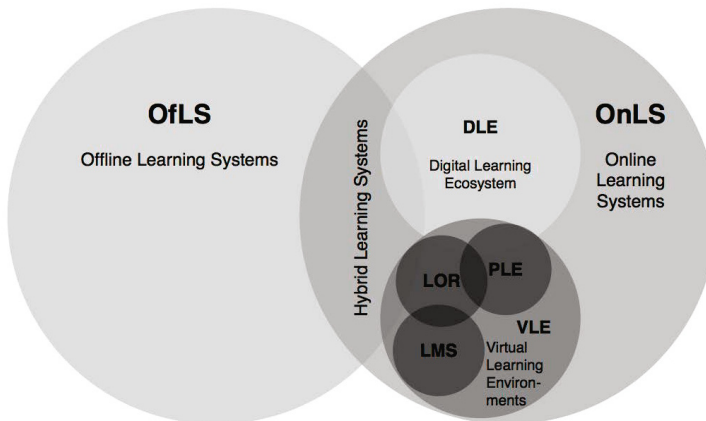 OfLS
Offline Learning Systems
Hybrid Learning Systems
DLE
Digital Learning
Ecosystem
OnLS
Online
Learning
Systems
LOR
PLE
LMS
VLE
Virtual
Learning
Environ-
ments